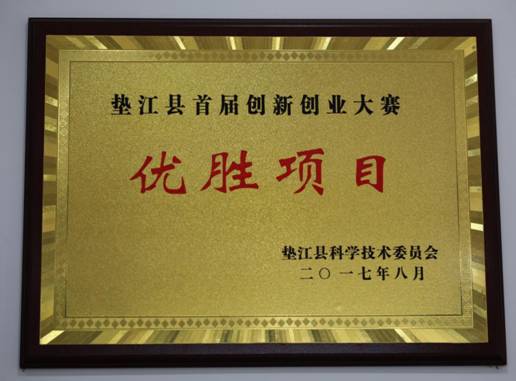 垫江县首届创新创业大赛
优胜项目
垫江县科学技术委员会
二〇一七年八月